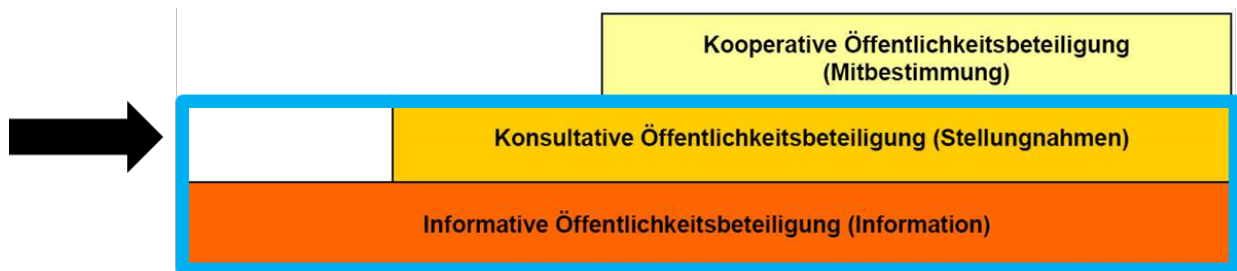 Kooperative Öffentlichkeitsbeteiligung
(Mitbestimmung)
Konsultative Öffentlichkeitsbeteiligung (Stellungnahmen)
Informative Öffentlichkeitsbeteiligung (Information)